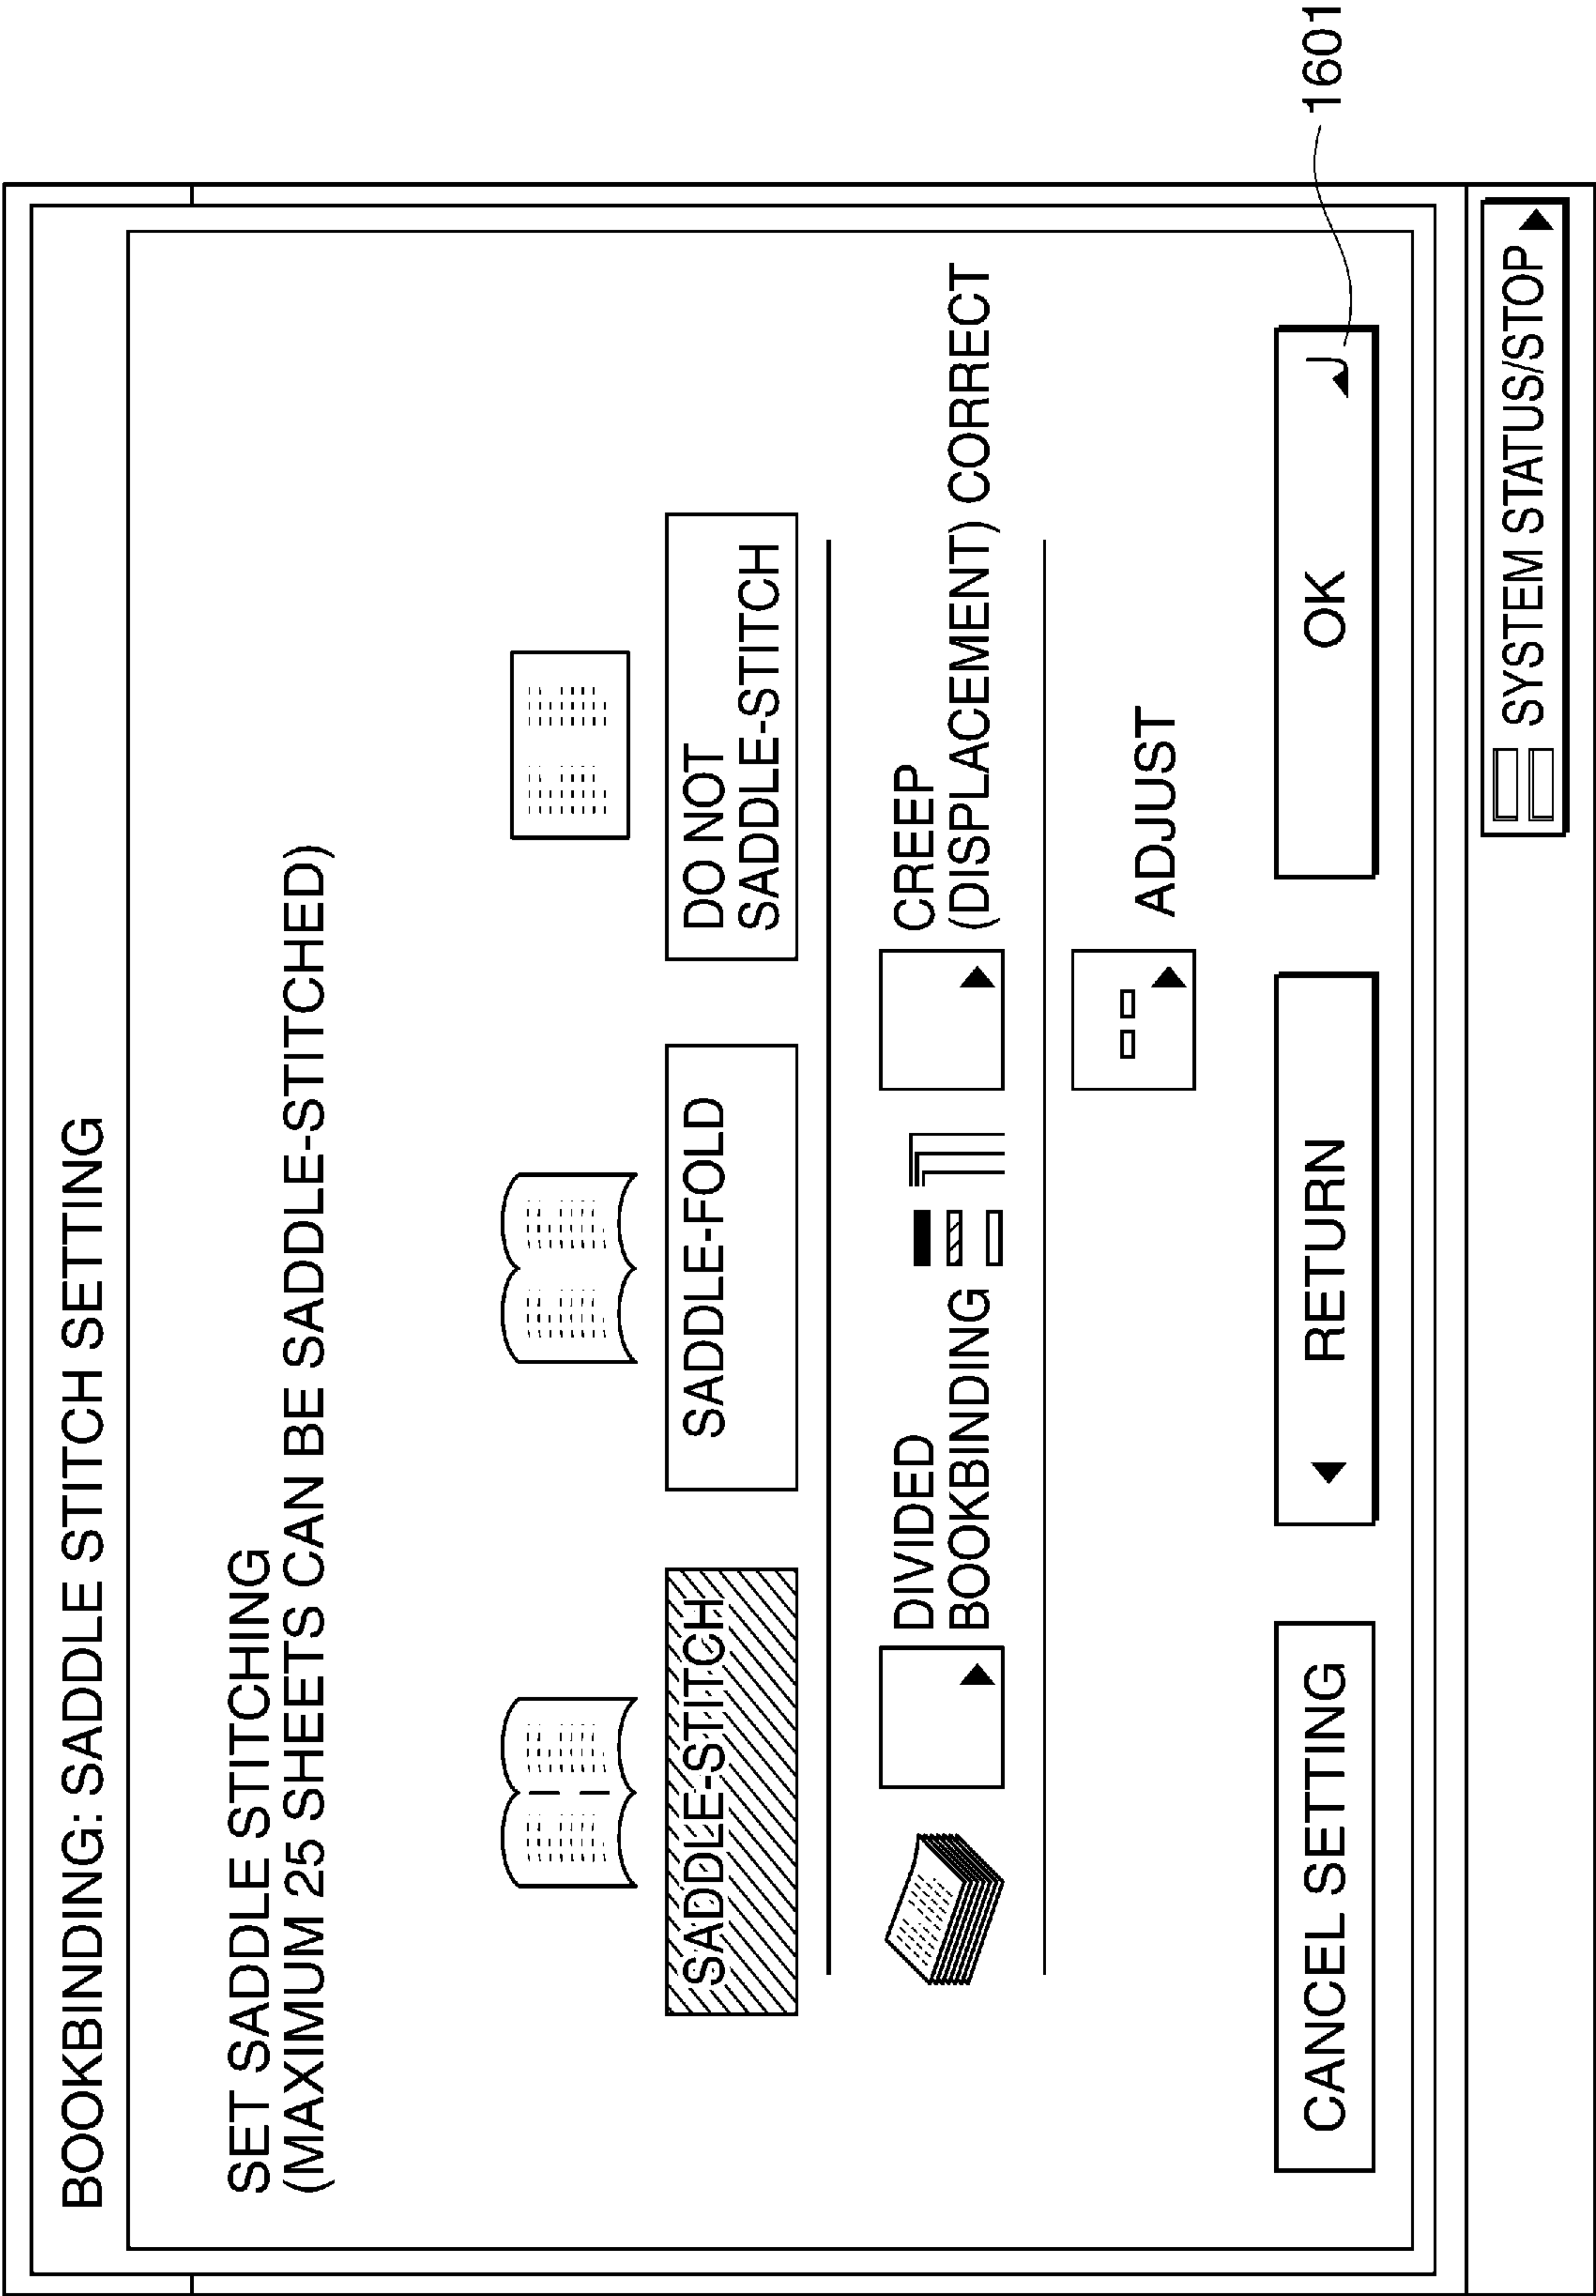 BOOKBINDING: SADDLE STITCH SETTING
SET SADDLE STITCHING
(MAXIMUM 25 SHEETS CAN BE SADDLE-STITCHED)
SADDLE-STITCH
SADDLE-FOLD
DO NOT
SADDLE-STITCH
DIVIDED
BOOKBINDING
CREEP
(DISPLACEMENT) CORRECT
ADJUST
CANCEL SETTING
RETURN
OK
1601
SYSTEM STATUS/STOP